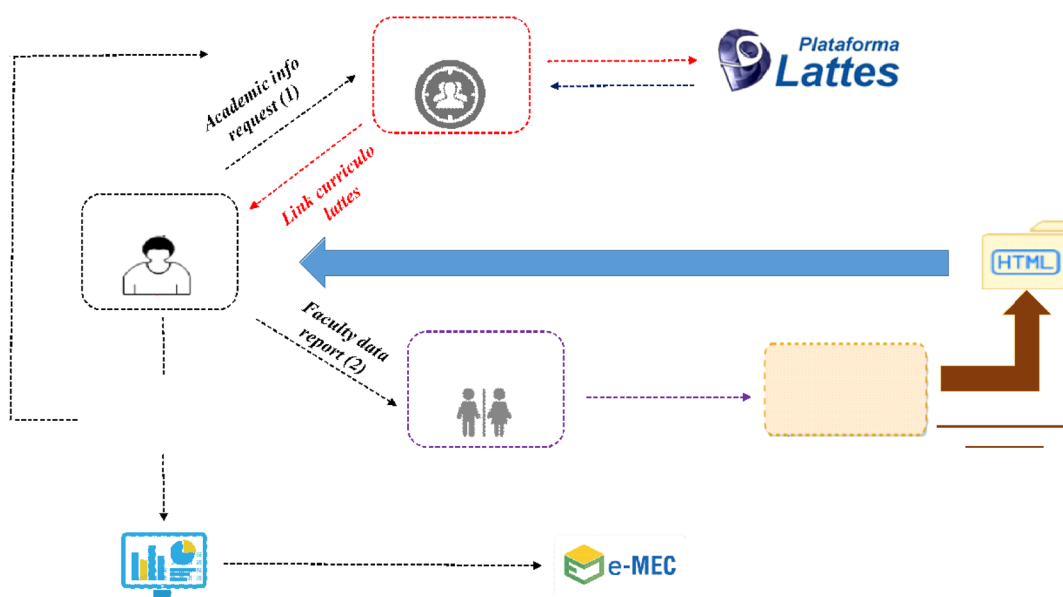 Plataforma
Lattes
Academic info
request (1)
Link curriculo
lattes
HTML
Faculty data
report (2)
e-MEC